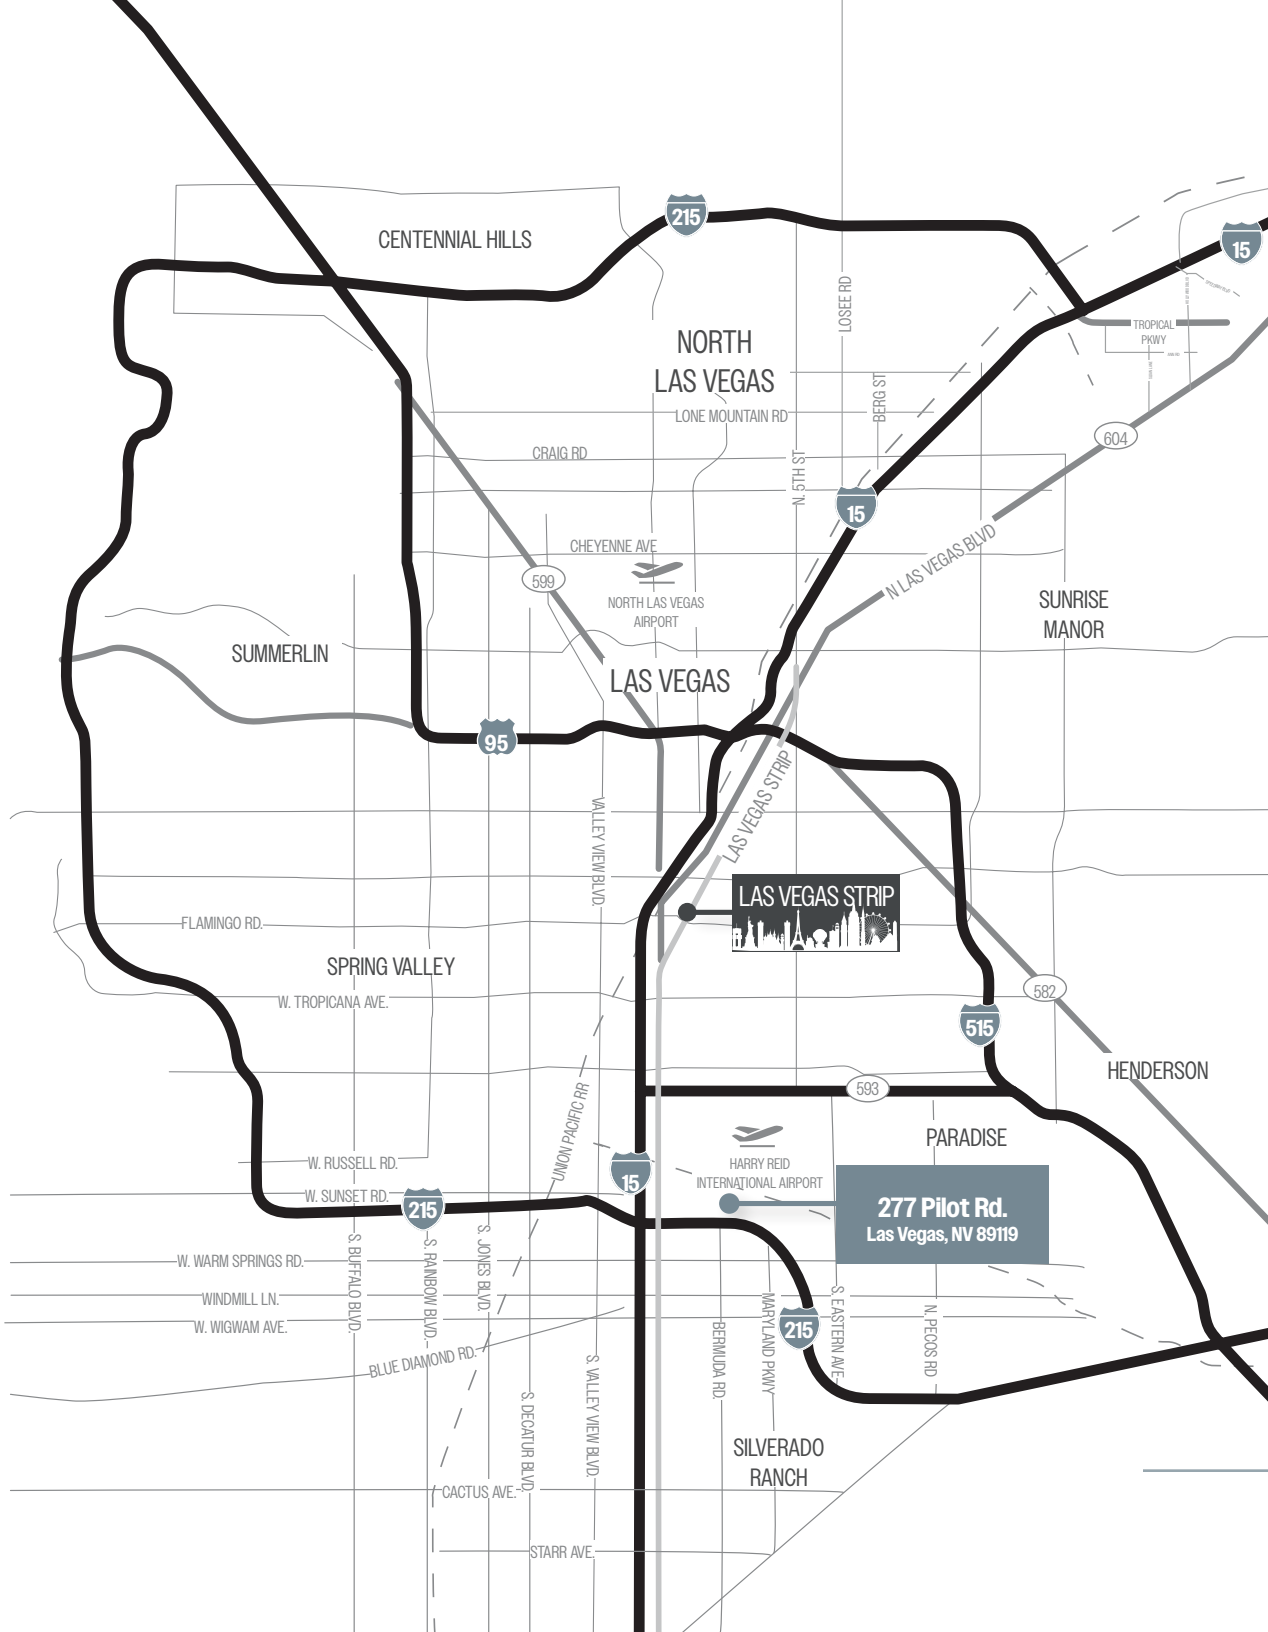 215
CENTENNIAL HILLS
15
LOSEE RD
TROPICAL
PKWY
NORTH
LAS VEGAS
BERG ST
LONE MOUNTAIN RD
604
CRAIG RD
N. 5TH ST
15
CHEYENNE AVE
N LAS VEGAS BLVD
599
NORTH LAS VEGAS
AIRPORT
SUNRISE
MANOR
SUMMERLIN
LAS VEGAS
95
LAS VEGAS STRIP
VALLEY VIEW BLVD.
LAS VEGAS STRIP
FLAMINGO RD.
SPRING VALLEY
582
W. TROPICANA AVE.
515
HENDERSON
593
UNION PACIFIC RR
PARADISE
HARRY REID
INTERNATIONAL AIRPORT
W. RUSSELL RD.
15
W. SUNSET RD.
215
277 Pilot Rd.
Las Vegas, NV 89119
S. BUFFALO BLVD.
S. RAINBOW BLVD.
S. JONES BLVD.
W. WARM SPRINGS RD.
WINDMILL LN.
W. WIGWAM AVE.
BLUE DIAMOND RD.
215
MARYLAND PKWY
BERMUDA RD.
S. EASTERN AVE.
N. PECOS RD
S. VALLEY VIEW BLVD.
S. DECATUR BLVD.
SILVERADO
RANCH
CACTUS AVE.
STARR AVE.